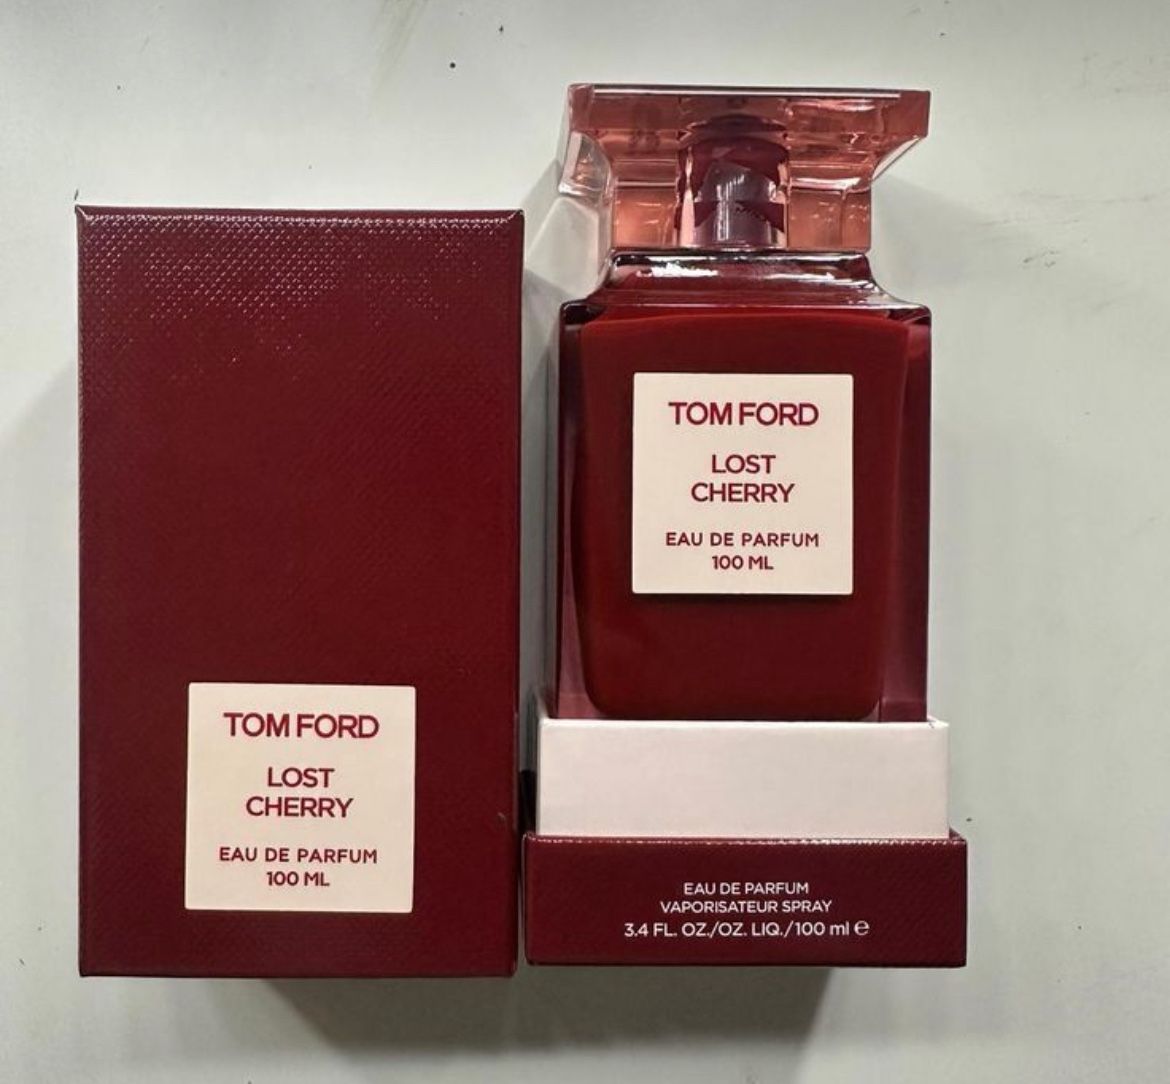 TOM FORD
LOST
CHERRY
EAU DE PARFUM
100 ML
TOM FORD
LOST
CHERRY
EAU DE PARFUM
100 ML
EAU DE PARFUM
VAPORISATEUR SPRAY
3.4 FL. OZ./OZ. LIQ./100 ml ℮